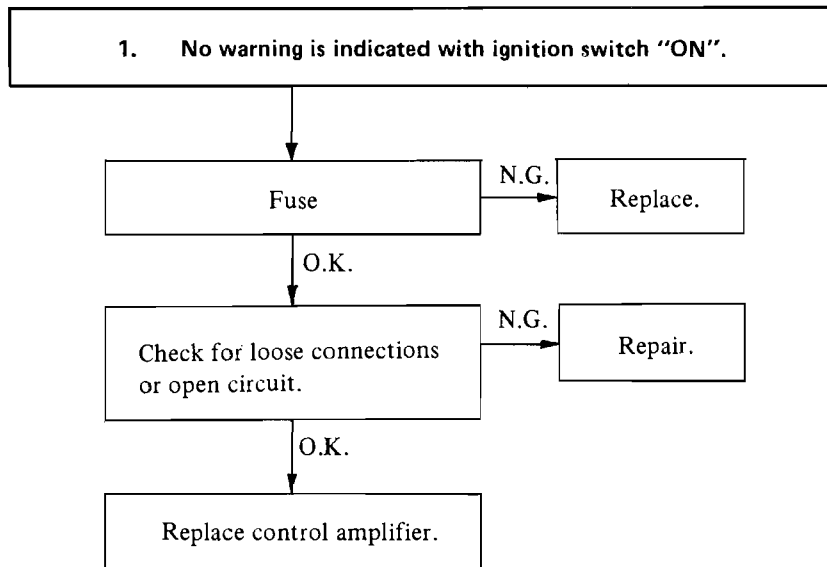 1. No warning is indicated with ignition switch "ON".
Fuse
N.G.
Replace.
O.K.
Check for loose connections
or open circuit.
N.G.
Repair.
O.K.
Replace control amplifier.